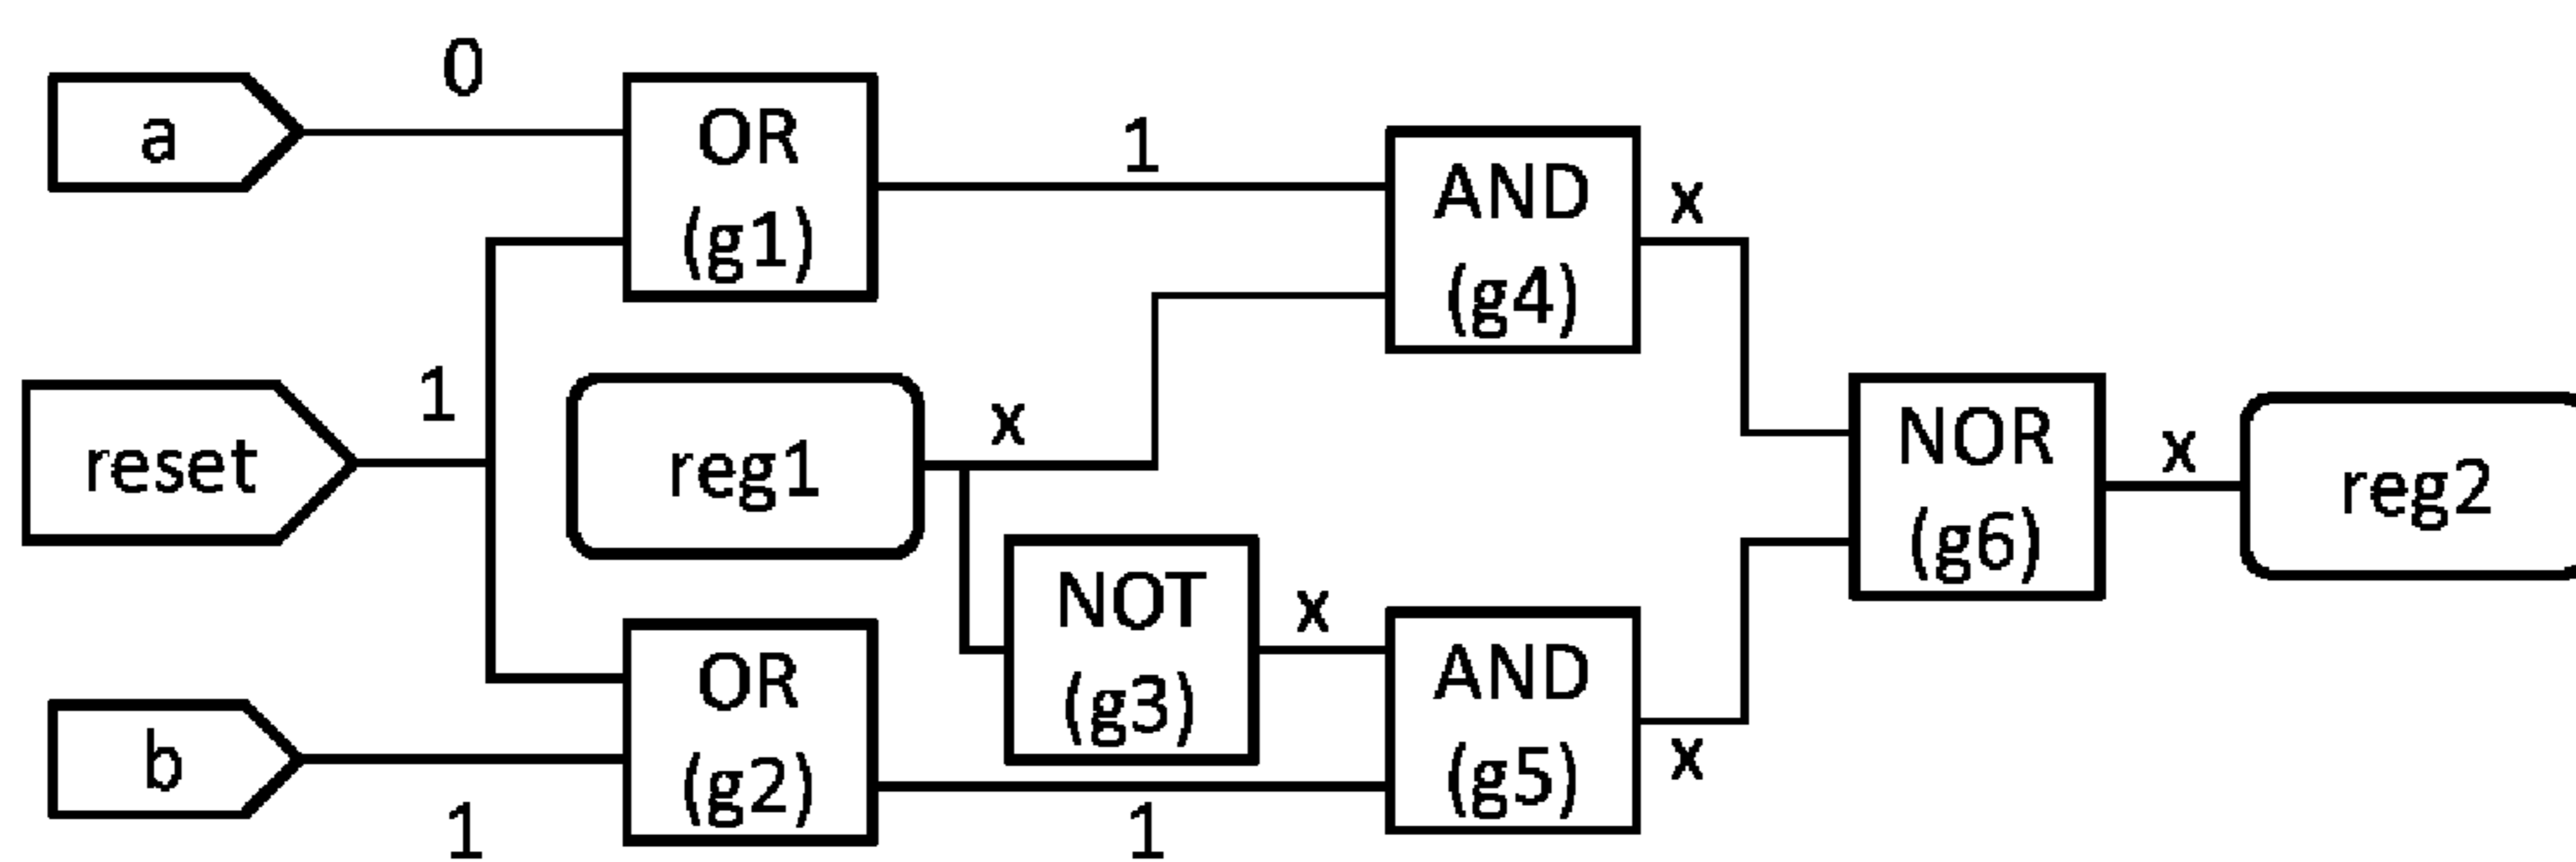 0
a
OR
(g1)
1
AND
(g4)
x
reset
1
reg1
x
NOT
(g3)
x
NOR
(g6)
x
reg2
b
1
OR
(g2)
1
AND
(g5)
x